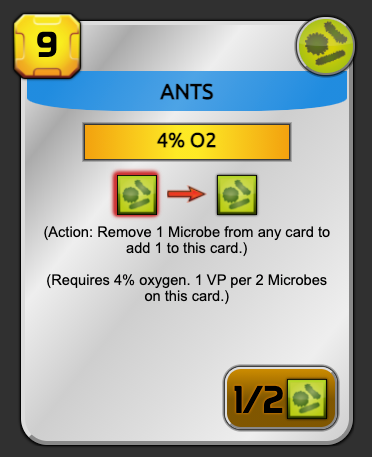 9
ANTS
4% O2
(Action: Remove 1 Microbe from any card to
add 1 to this card.)
(Requires 4% oxygen. 1 VP per 2 Microbes
on this card.)
1/2